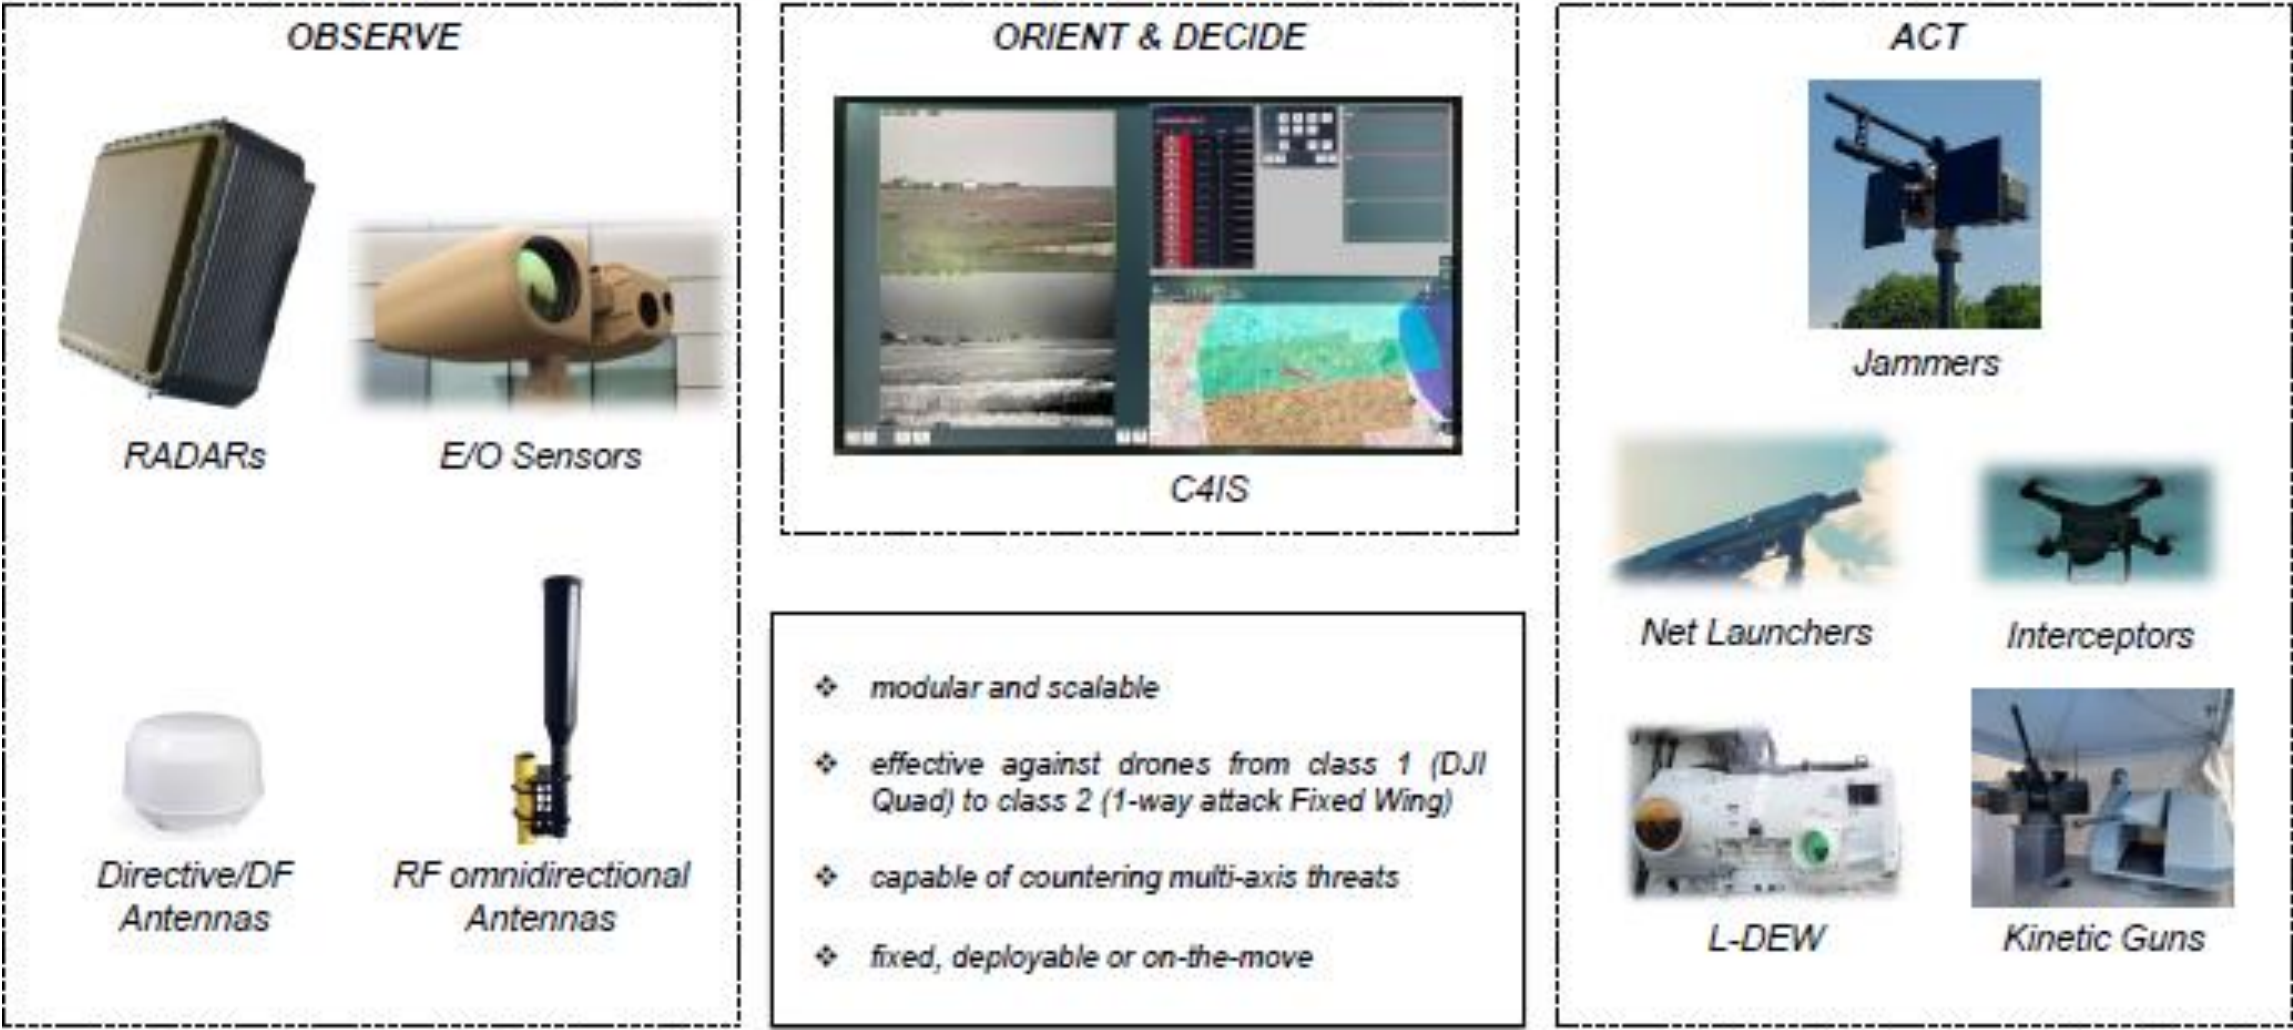 OBSERVE
RADARs
E/O Sensors
Directive/DF
Antennas
RF omnidirectional
Antennas
ORIENT & DECIDE
C4IS
❖ modular and scalable
❖ effective against drones from class 1 (DJI
Quad) to class 2 (1-way attack Fixed Wing)
❖ capable of countering multi-axis threats
❖ fixed, deployable or on-the-move
ACT
Jammers
Net Launchers
Interceptors
L-DEW
Kinetic Guns